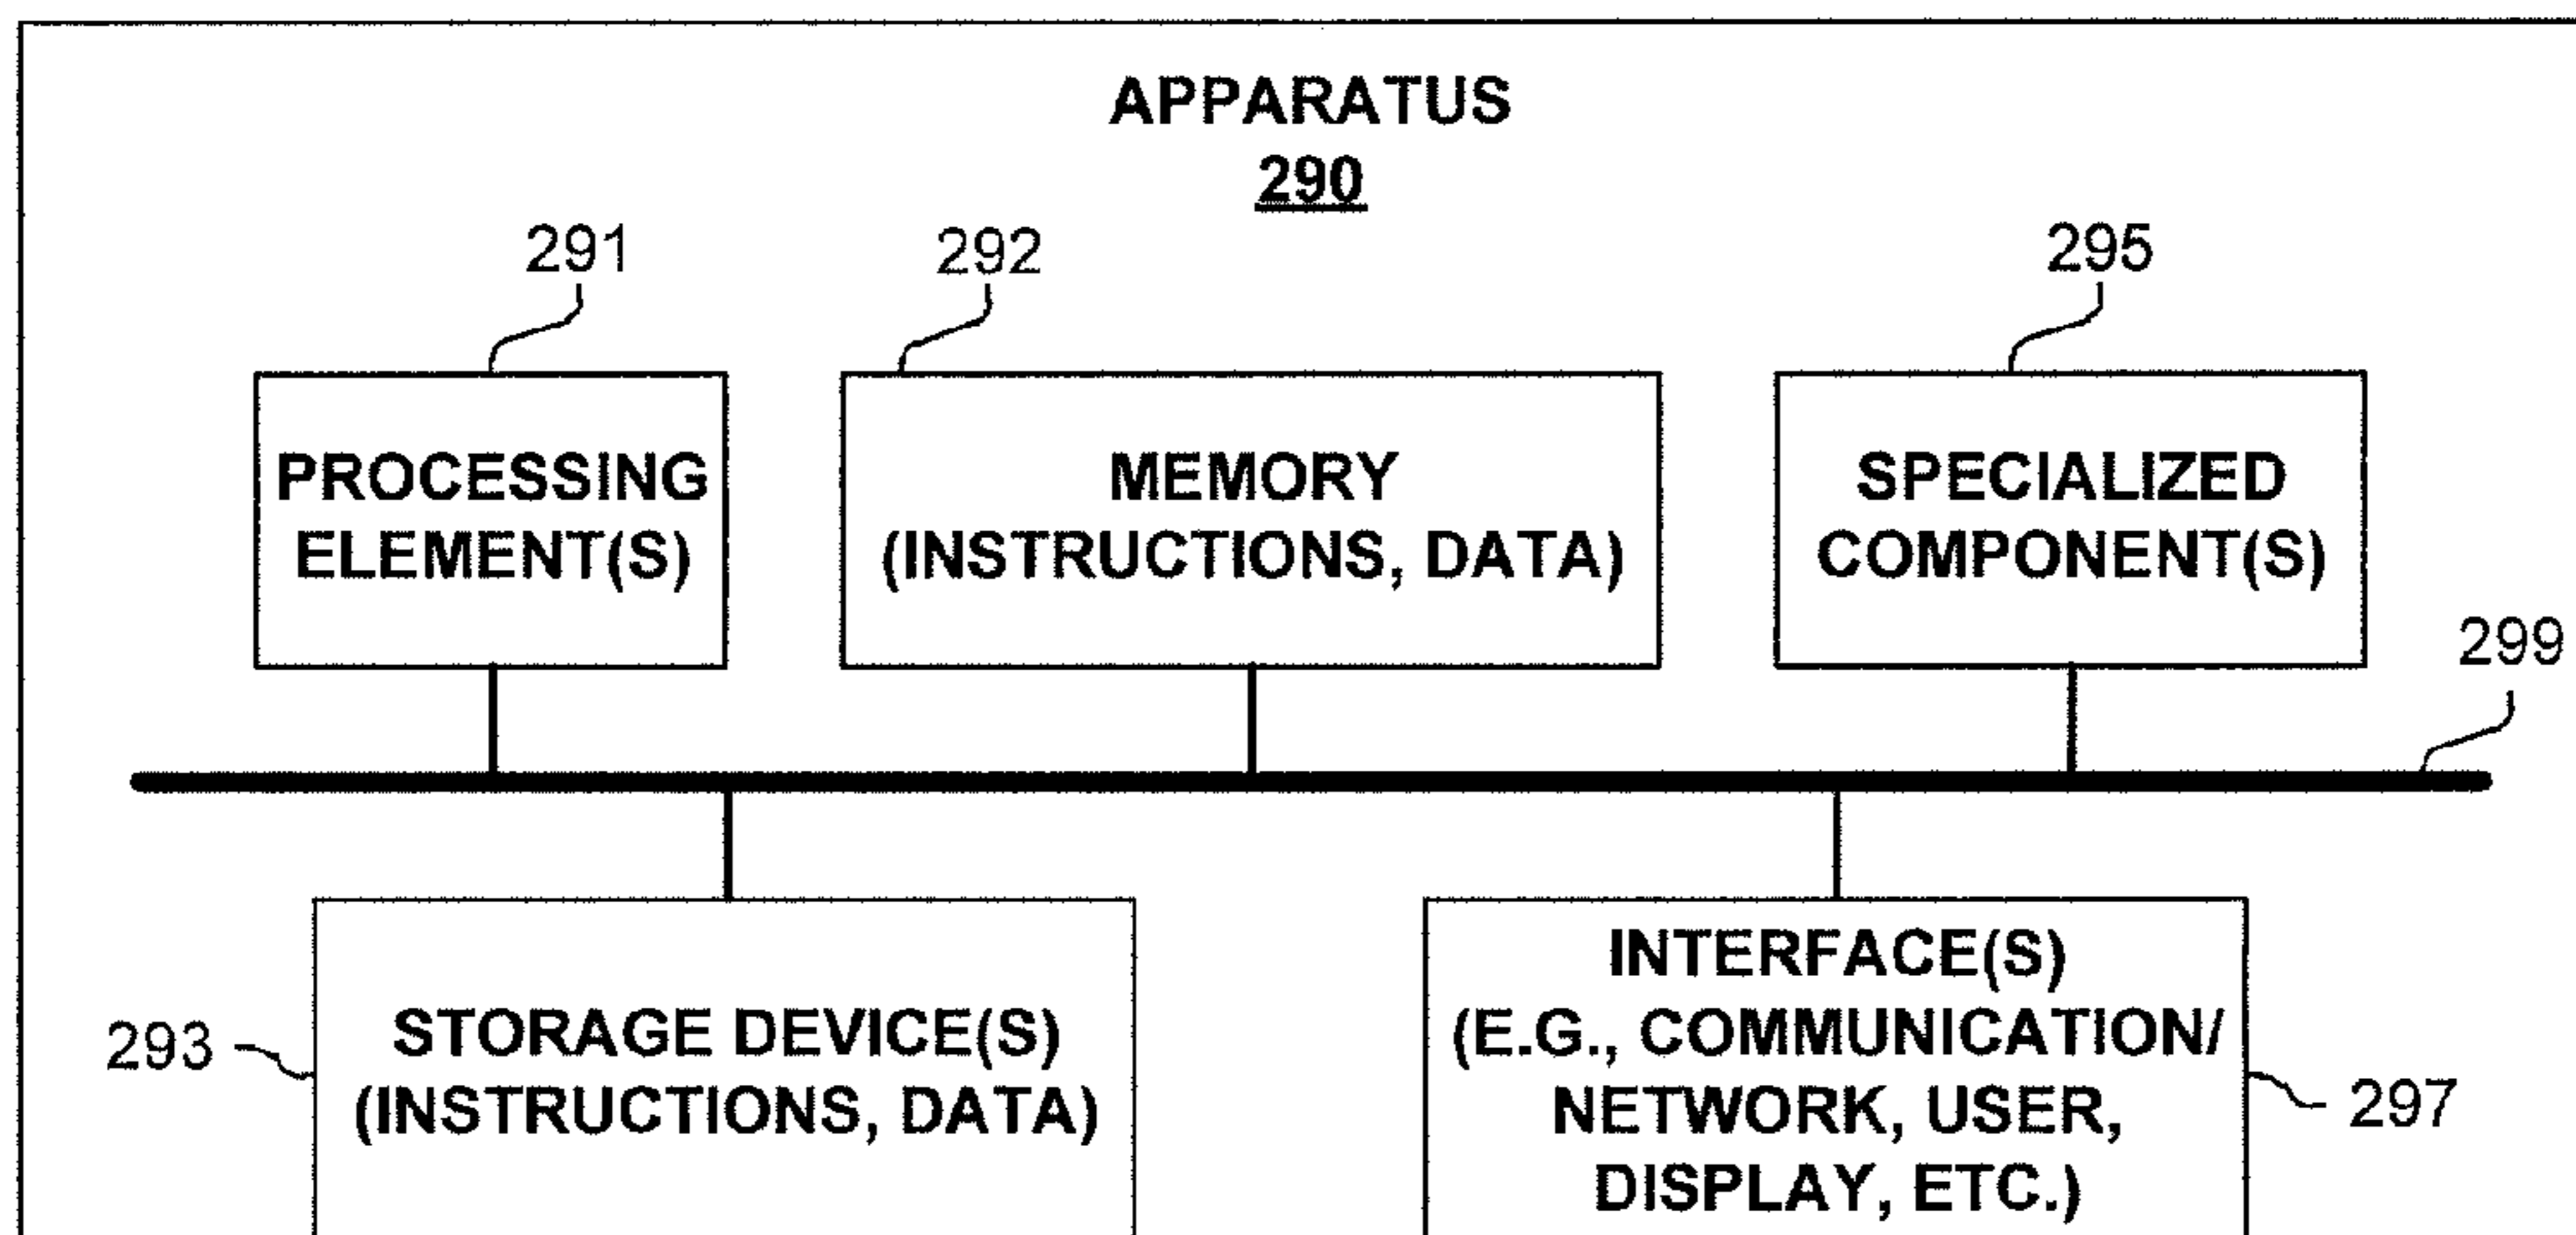 APPARATUS
290
291
292
295
PROCESSING
ELEMENT(S)
MEMORY
(INSTRUCTIONS, DATA)
SPECIALIZED
COMPONENT(S)
299
293
STORAGE DEVICE(S)
(INSTRUCTIONS, DATA)
INTERFACE(S)
(E.G., COMMUNICATION/
NETWORK, USER,
DISPLAY, ETC.)
297